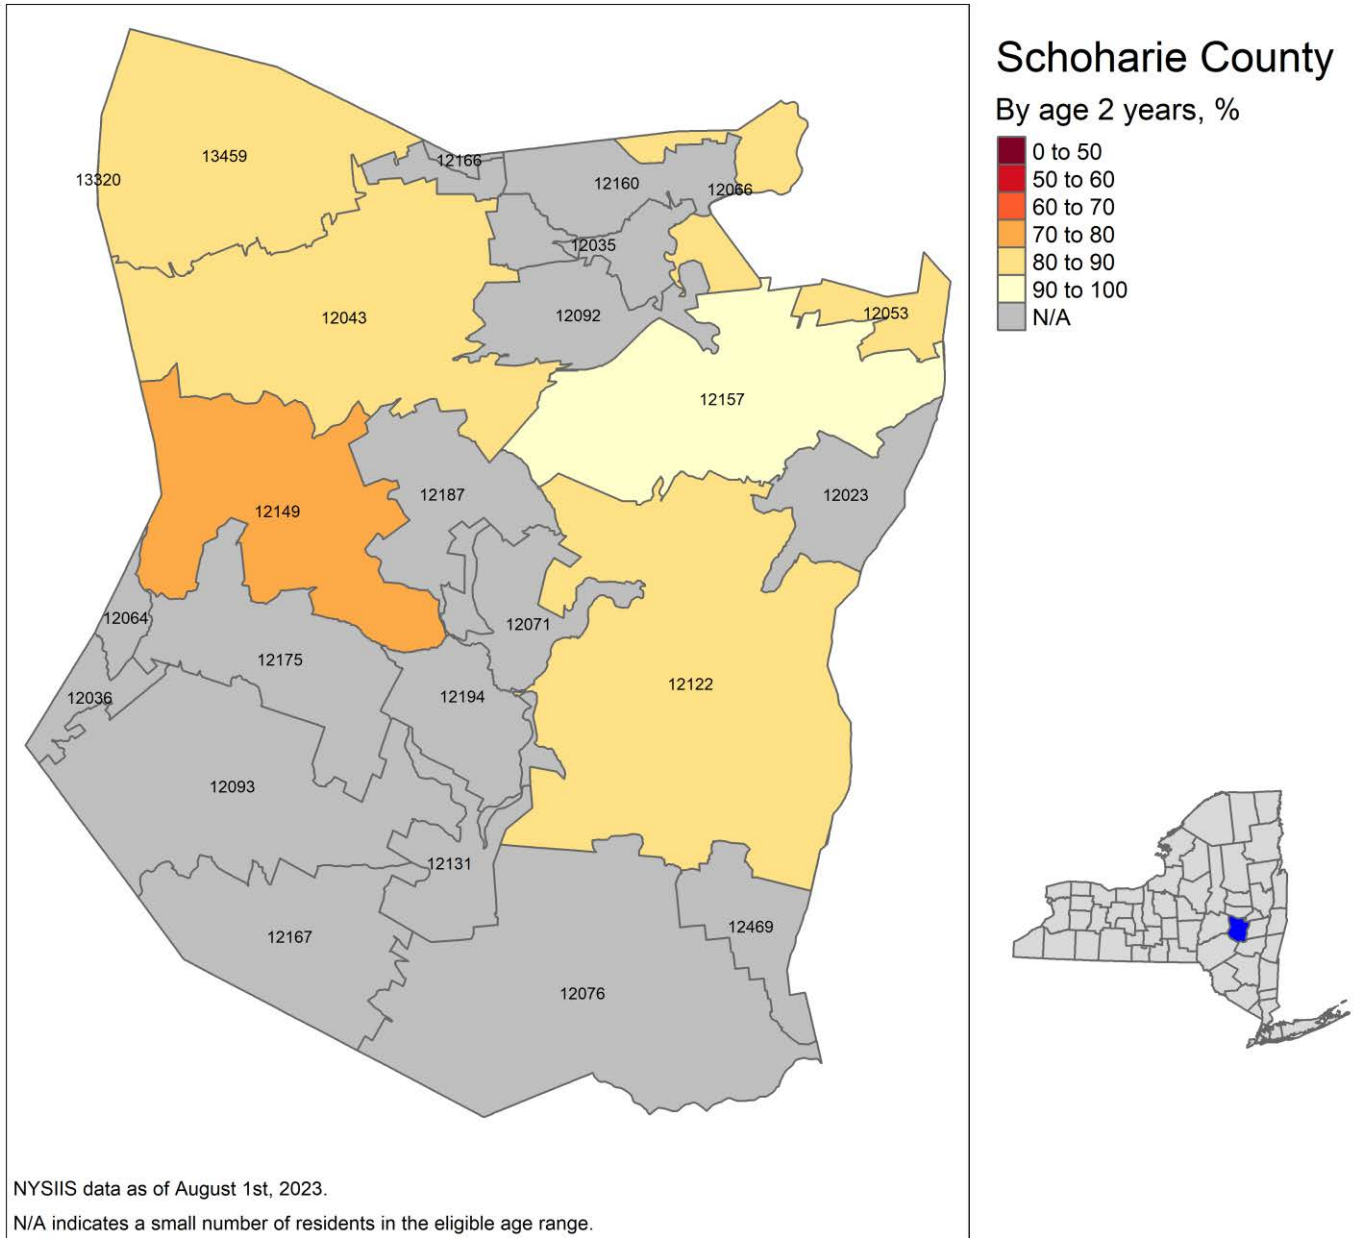 Schoharie County
By age 2 years, %
0 to 50
50 to 60
60 to 70
70 to 80
80 to 90
90 to 100
N/A
13459
12166
13320
12160
12066
12035
12043
12092
12053
12157
12187
12023
12149
12064
12071
12175
12122
12036
12194
12093
12131
12469
12167
12076
NYSIIS data as of August 1st, 2023.
N/A indicates a small number of residents in the eligible age range.